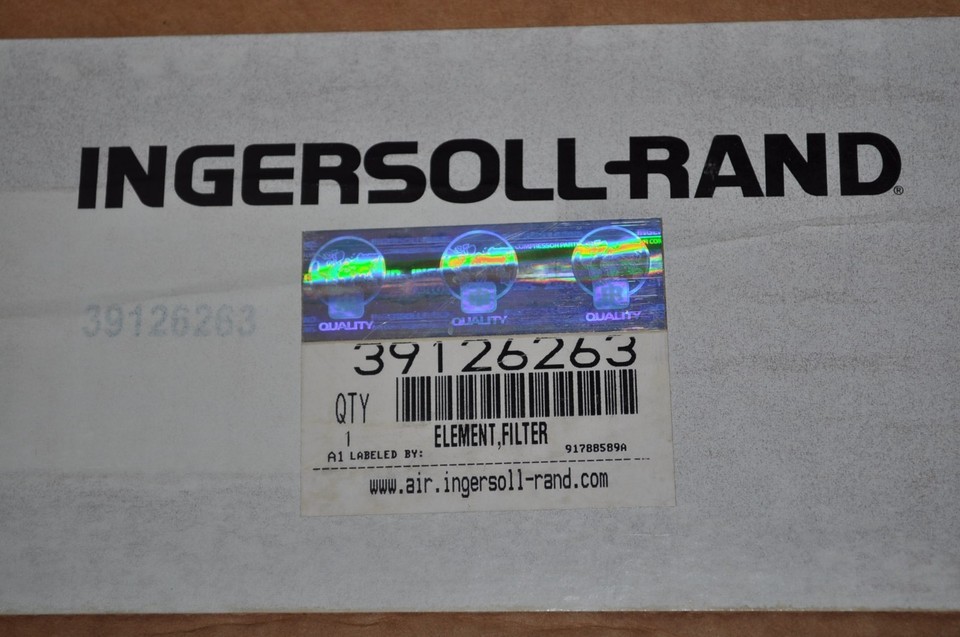 INGERSOLL-RAND®
QUALITY QUALITY QUALITY
39126263
39126263
QTY
1
ELEMENT,FILTER
A1 LABELED BY: 91788589A
www.air.ingersoll-rand.com